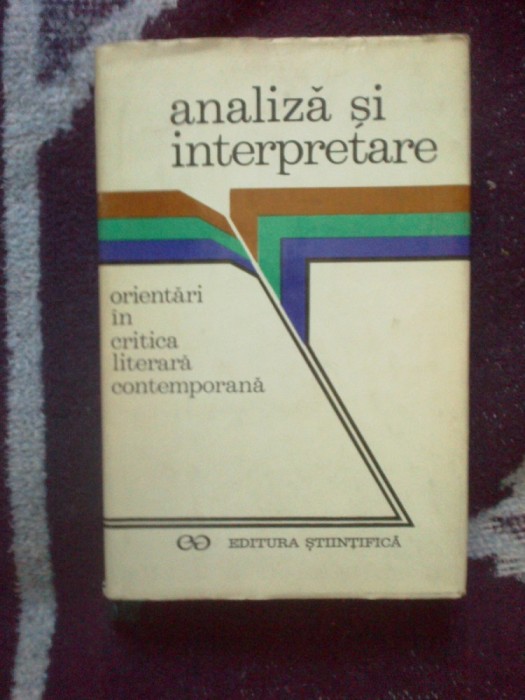 analiză și
interpretare
orientări
în
critica
literară
contemporană
EDITURA ȘTIINȚIFICĂ